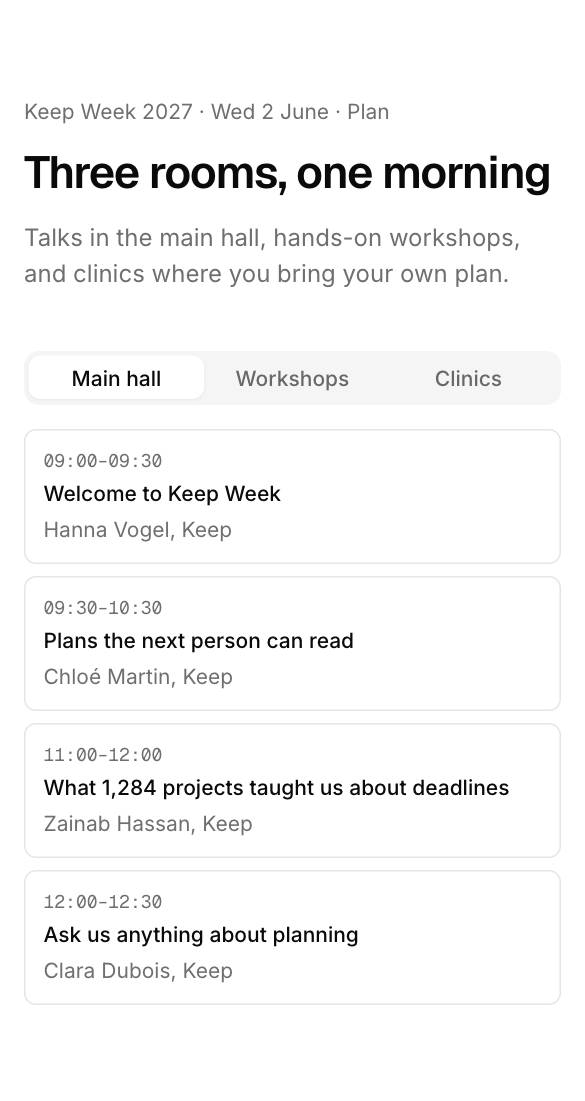 Keep Week 2027 · Wed 2 June · Plan
Three rooms, one morning
Talks in the main hall, hands-on workshops,
and clinics where you bring your own plan.
Main hall
Workshops
Clinics
09:00–09:30
Welcome to Keep Week
Hanna Vogel, Keep
09:30–10:30
Plans the next person can read
Chloé Martin, Keep
11:00–12:00
What 1,284 projects taught us about deadlines
Zainab Hassan, Keep
12:00–12:30
Ask us anything about planning
Clara Dubois, Keep